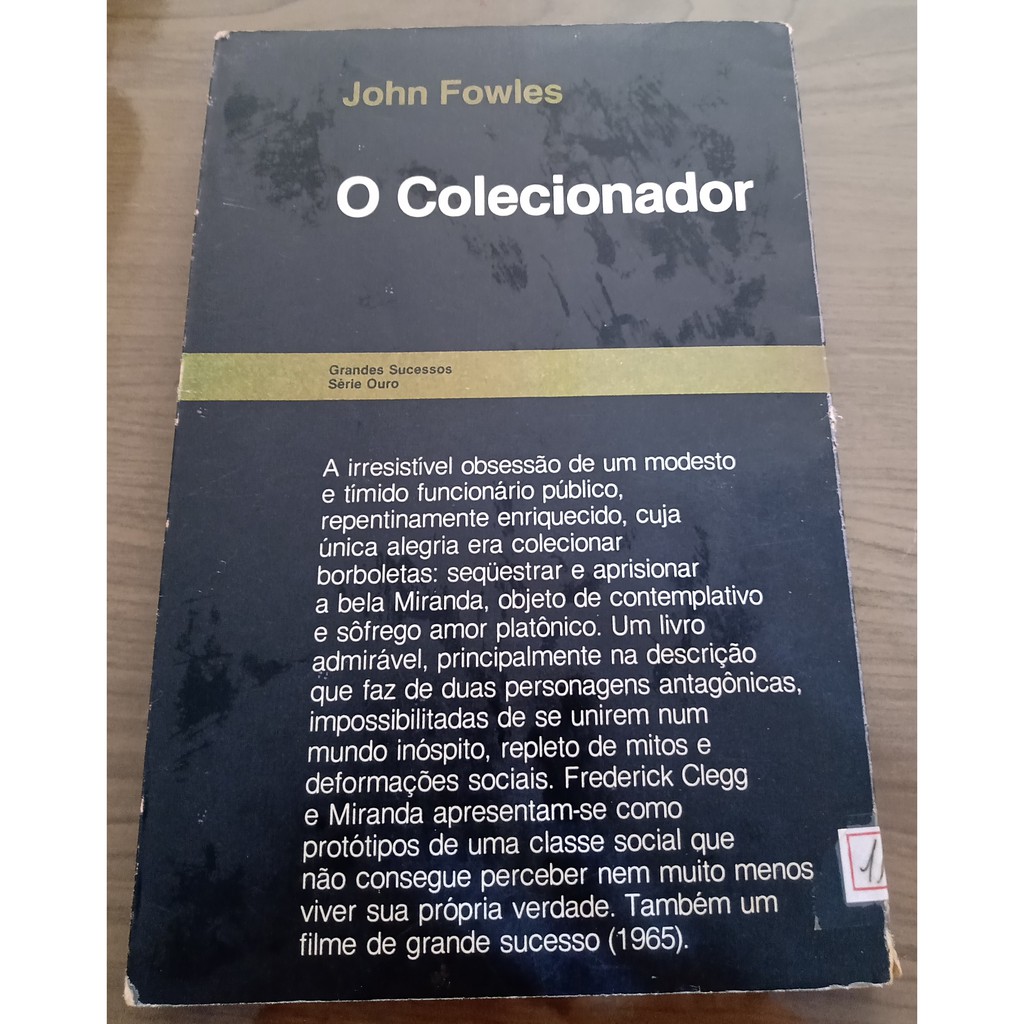 John Fowles
O Colecionador
Grandes Sucessos
Série Ouro
A irresistível obsessão de um modesto
e tímido funcionário público,
repentinamente enriquecido, cuja
única alegria era colecionar
borboletas: seqüestrar e aprisionar
a bela Miranda, objeto de contemplativo
e sôfrego amor platônico. Um livro
admirável, principalmente na descrição
que faz de duas personagens antagônicas,
impossibilitadas de se unirem num
mundo inóspito, repleto de mitos e
deformações sociais. Frederick Clegg
e Miranda apresentam-se como
protótipos de uma classe social que
não consegue perceber nem muito menos
viver sua própria verdade. Também um
filme de grande sucesso (1965).